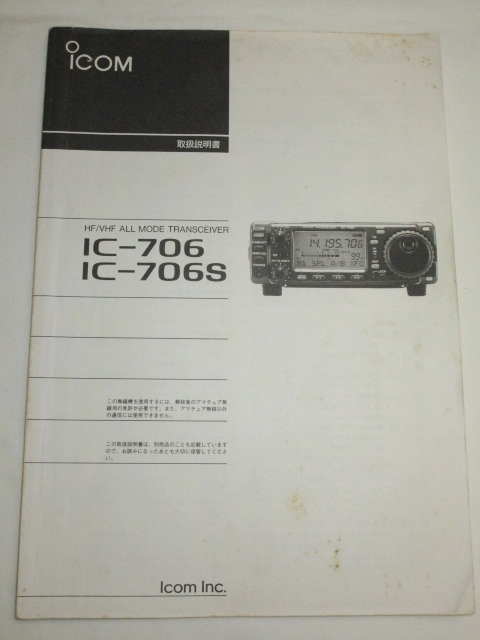 ICOM
取扱説明書
HF/VHF ALL MODE TRANSCEIVER
IC-706
IC-706S
14.195.706
99
M1 SPL A/B VFO
この無線機を使用するには、郵政省のアマチュア無
線局の免許が必要です。また、アマチュア無線以外
の通信には使用できません。
この取扱説明書は、別売品のことも記載しています
ので、お読みになったあとも大切に保管してくださ
い。
Icom Inc.